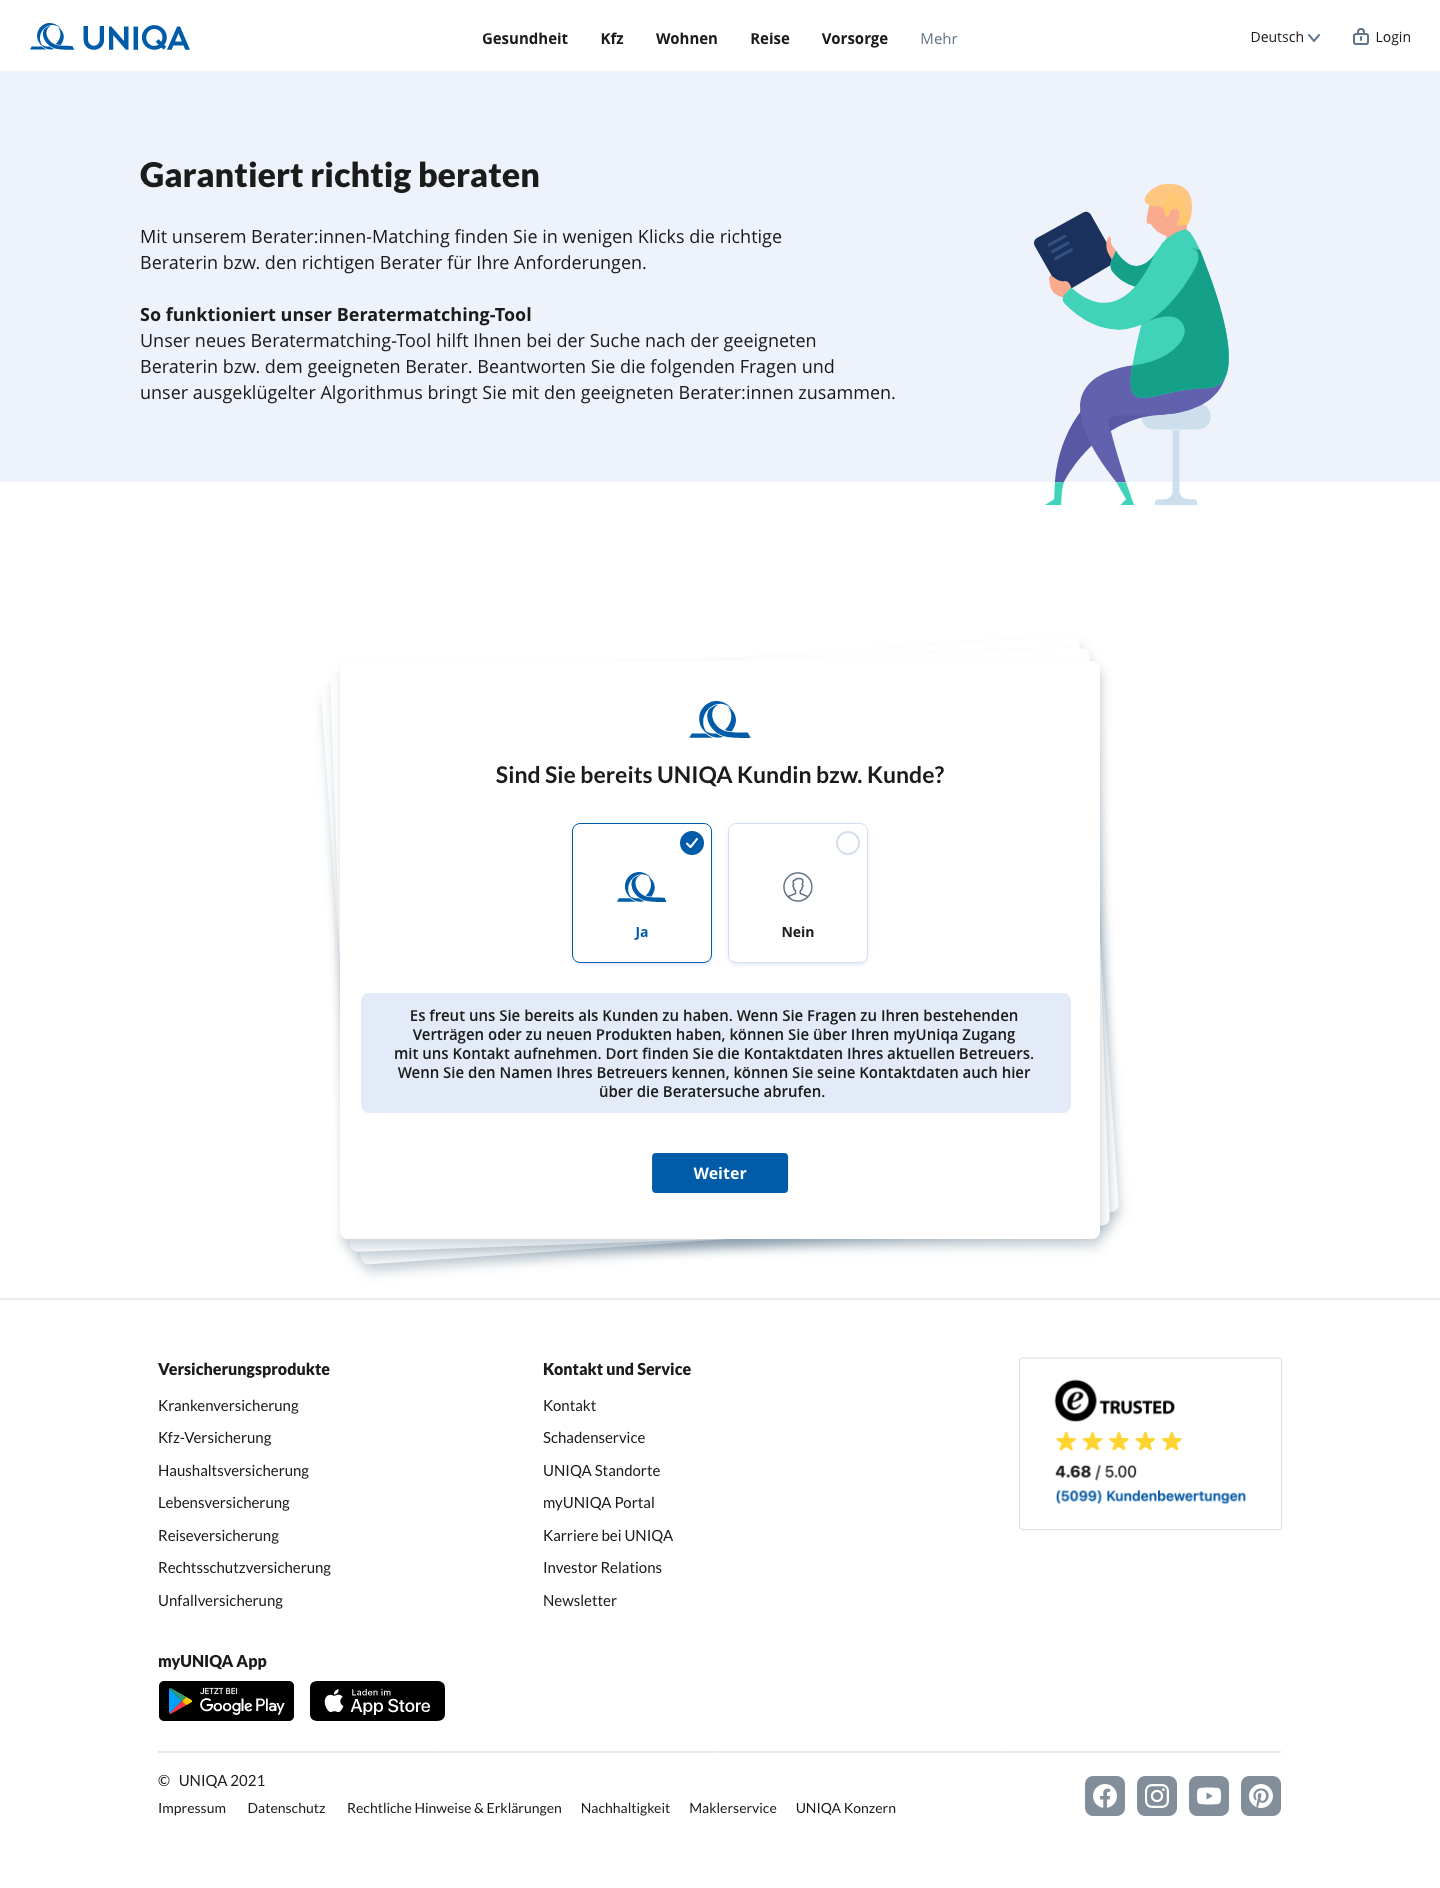 UNIQA
Gesundheit Kfz Wohnen Reise Vorsorge Mehr
Deutsch Login
Garantiert richtig beraten
Mit unserem Berater:innen-Matching finden Sie in wenigen Klicks die richtige
Beraterin bzw. den richtigen Berater für Ihre Anforderungen.
So funktioniert unser Beratermatching-Tool
Unser neues Beratermatching-Tool hilft Ihnen bei der Suche nach der geeigneten
Beraterin bzw. dem geeigneten Berater. Beantworten Sie die folgenden Fragen und
unser ausgeklügelter Algorithmus bringt Sie mit den geeigneten Berater:innen zusammen.
Sind Sie bereits UNIQA Kundin bzw. Kunde?
Ja
Nein
Es freut uns Sie bereits als Kunden zu haben. Wenn Sie Fragen zu Ihren bestehenden
Verträgen oder zu neuen Produkten haben, können Sie über Ihren myUniqa Zugang
mit uns Kontakt aufnehmen. Dort finden Sie die Kontaktdaten Ihres aktuellen Betreuers.
Wenn Sie den Namen Ihres Betreuers kennen, können Sie seine Kontaktdaten auch hier
über die Beratersuche abrufen.
Weiter
Versicherungsprodukte
Krankenversicherung
Kfz-Versicherung
Haushaltsversicherung
Lebensversicherung
Reiseversicherung
Rechtsschutzversicherung
Unfallversicherung
Kontakt und Service
Kontakt
Schadenservice
UNIQA Standorte
myUNIQA Portal
Karriere bei UNIQA
Investor Relations
Newsletter
e TRUSTED
4.68 / 5.00
(5099) Kundenbewertungen
myUNIQA App
JETZT BEI
Google Play
Laden im
App Store
© UNIQA 2021
Impressum Datenschutz Rechtliche Hinweise & Erklärungen Nachhaltigkeit Maklerservice UNIQA Konzern